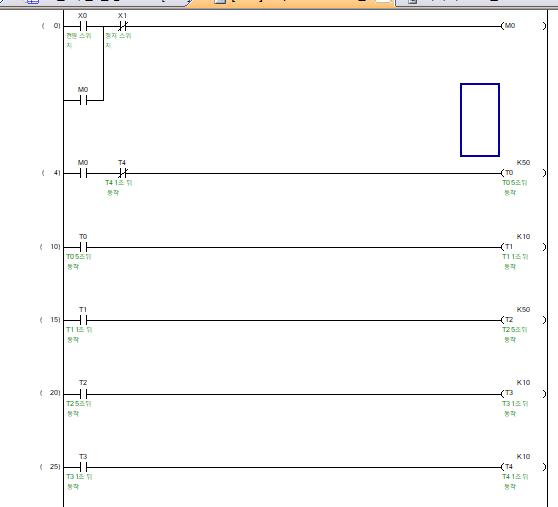 X0 X1
( 0) (M0 )
전원 스위치 정지 스위치
M0
M0 T4 K50
( 4) (T0 )
T4 1초 뒤 동작 T0 5초뒤 동작
T0 K10
( 10) (T1 )
T0 5초뒤 동작 T1 1초 뒤 동작
T1 K50
( 15) (T2 )
T1 1초 뒤 동작 T2 5초뒤 동작
T2 K10
( 20) (T3 )
T2 5초뒤 동작 T3 1초 뒤 동작
T3 K10
( 25) (T4 )
T3 1초 뒤 동작 T4 1초 뒤 동작